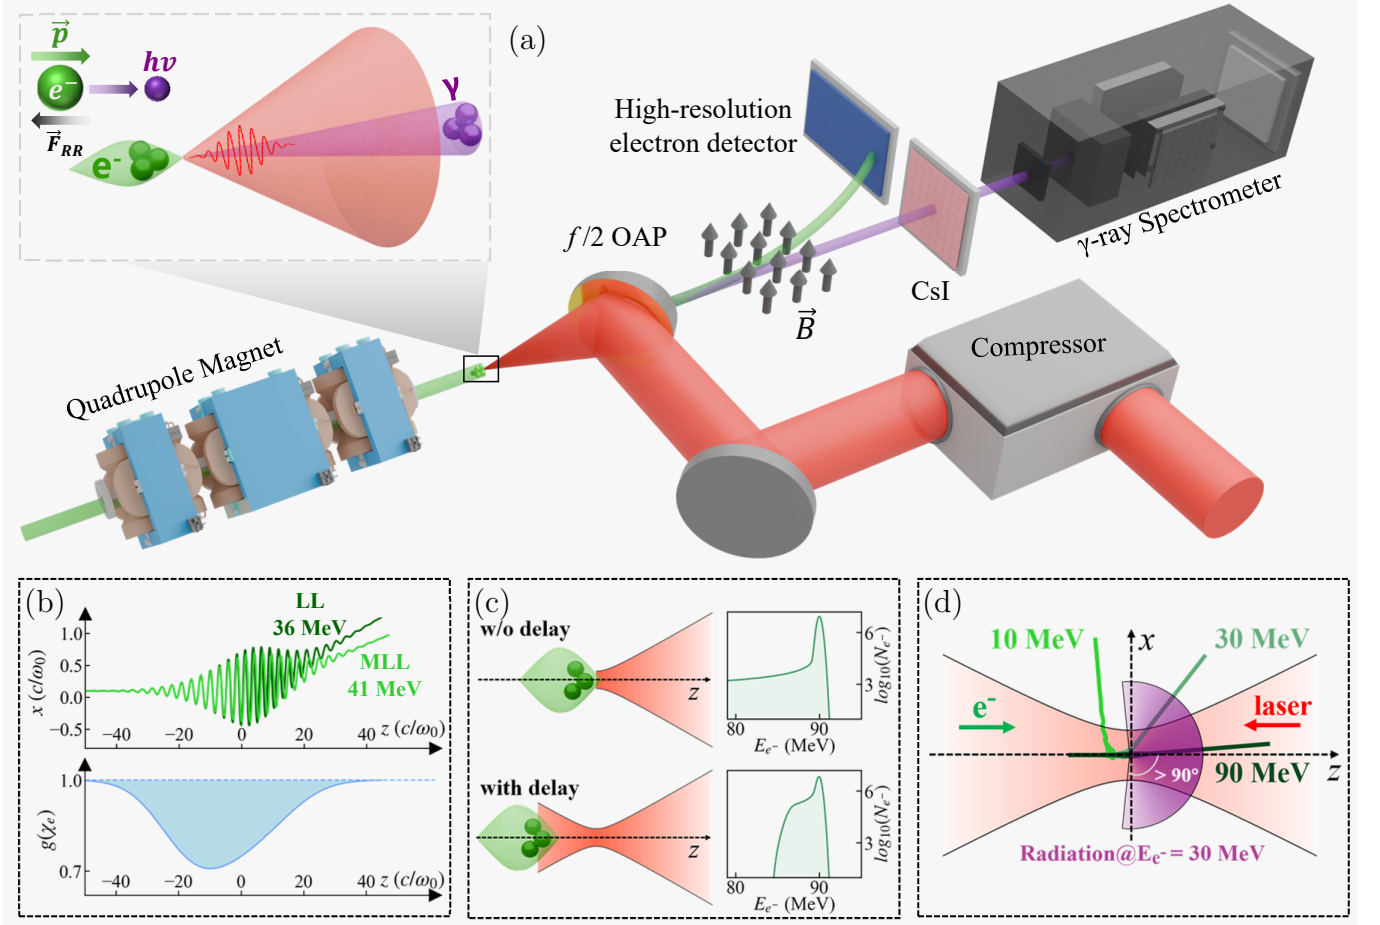 (a)
p⃗
hν
e⁻
F⃗_RR
e⁻
γ
High-resolution
electron detector
γ-ray Spectrometer
f/2 OAP
CsI
B⃗
Compressor
Quadrupole Magnet
(b)
LL
36 MeV
MLL
41 MeV
x (c/ω₀)
1.0
0.5
0.0
−0.5
−40 −20 0 20 40 z (c/ω₀)
g(χₑ)
1.0
0.7
−40 −20 0 20 40 z (c/ω₀)
(c)
w/o delay
z
log₁₀(Nₑ₋)
6
3
80 90
Eₑ₋ (MeV)
with delay
z
log₁₀(Nₑ₋)
6
3
80 90
Eₑ₋ (MeV)
(d)
10 MeV
x
30 MeV
e⁻
laser
z
> 90°
90 MeV
Radiation@Eₑ₋= 30 MeV